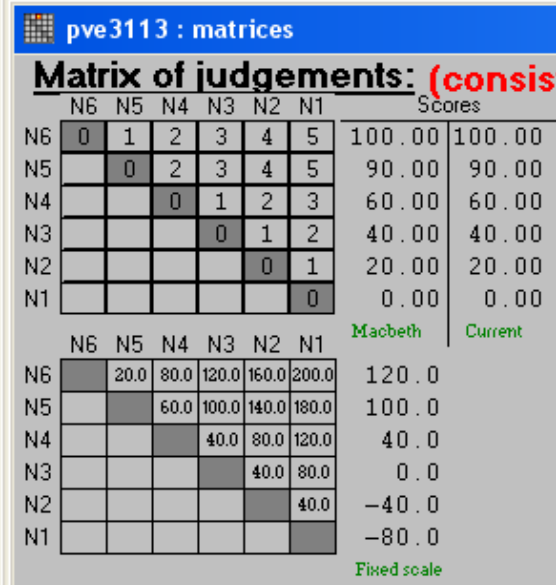 pve3113 : matrices
Matrix of judgements: (consis
N6 N5 N4 N3 N2 N1 Scores
N6 0 1 2 3 4 5 100.00 100.00
N5 0 2 3 4 5 90.00 90.00
N4 0 1 2 3 60.00 60.00
N3 0 1 2 40.00 40.00
N2 0 1 20.00 20.00
N1 0 0.00 0.00
Macbeth Current
N6 N5 N4 N3 N2 N1
N6 20.0 80.0 120.0 160.0 200.0 120.0
N5 60.0 100.0 140.0 180.0 100.0
N4 40.0 80.0 120.0 40.0
N3 40.0 80.0 0.0
N2 40.0 -40.0
N1 -80.0
Fixed scale